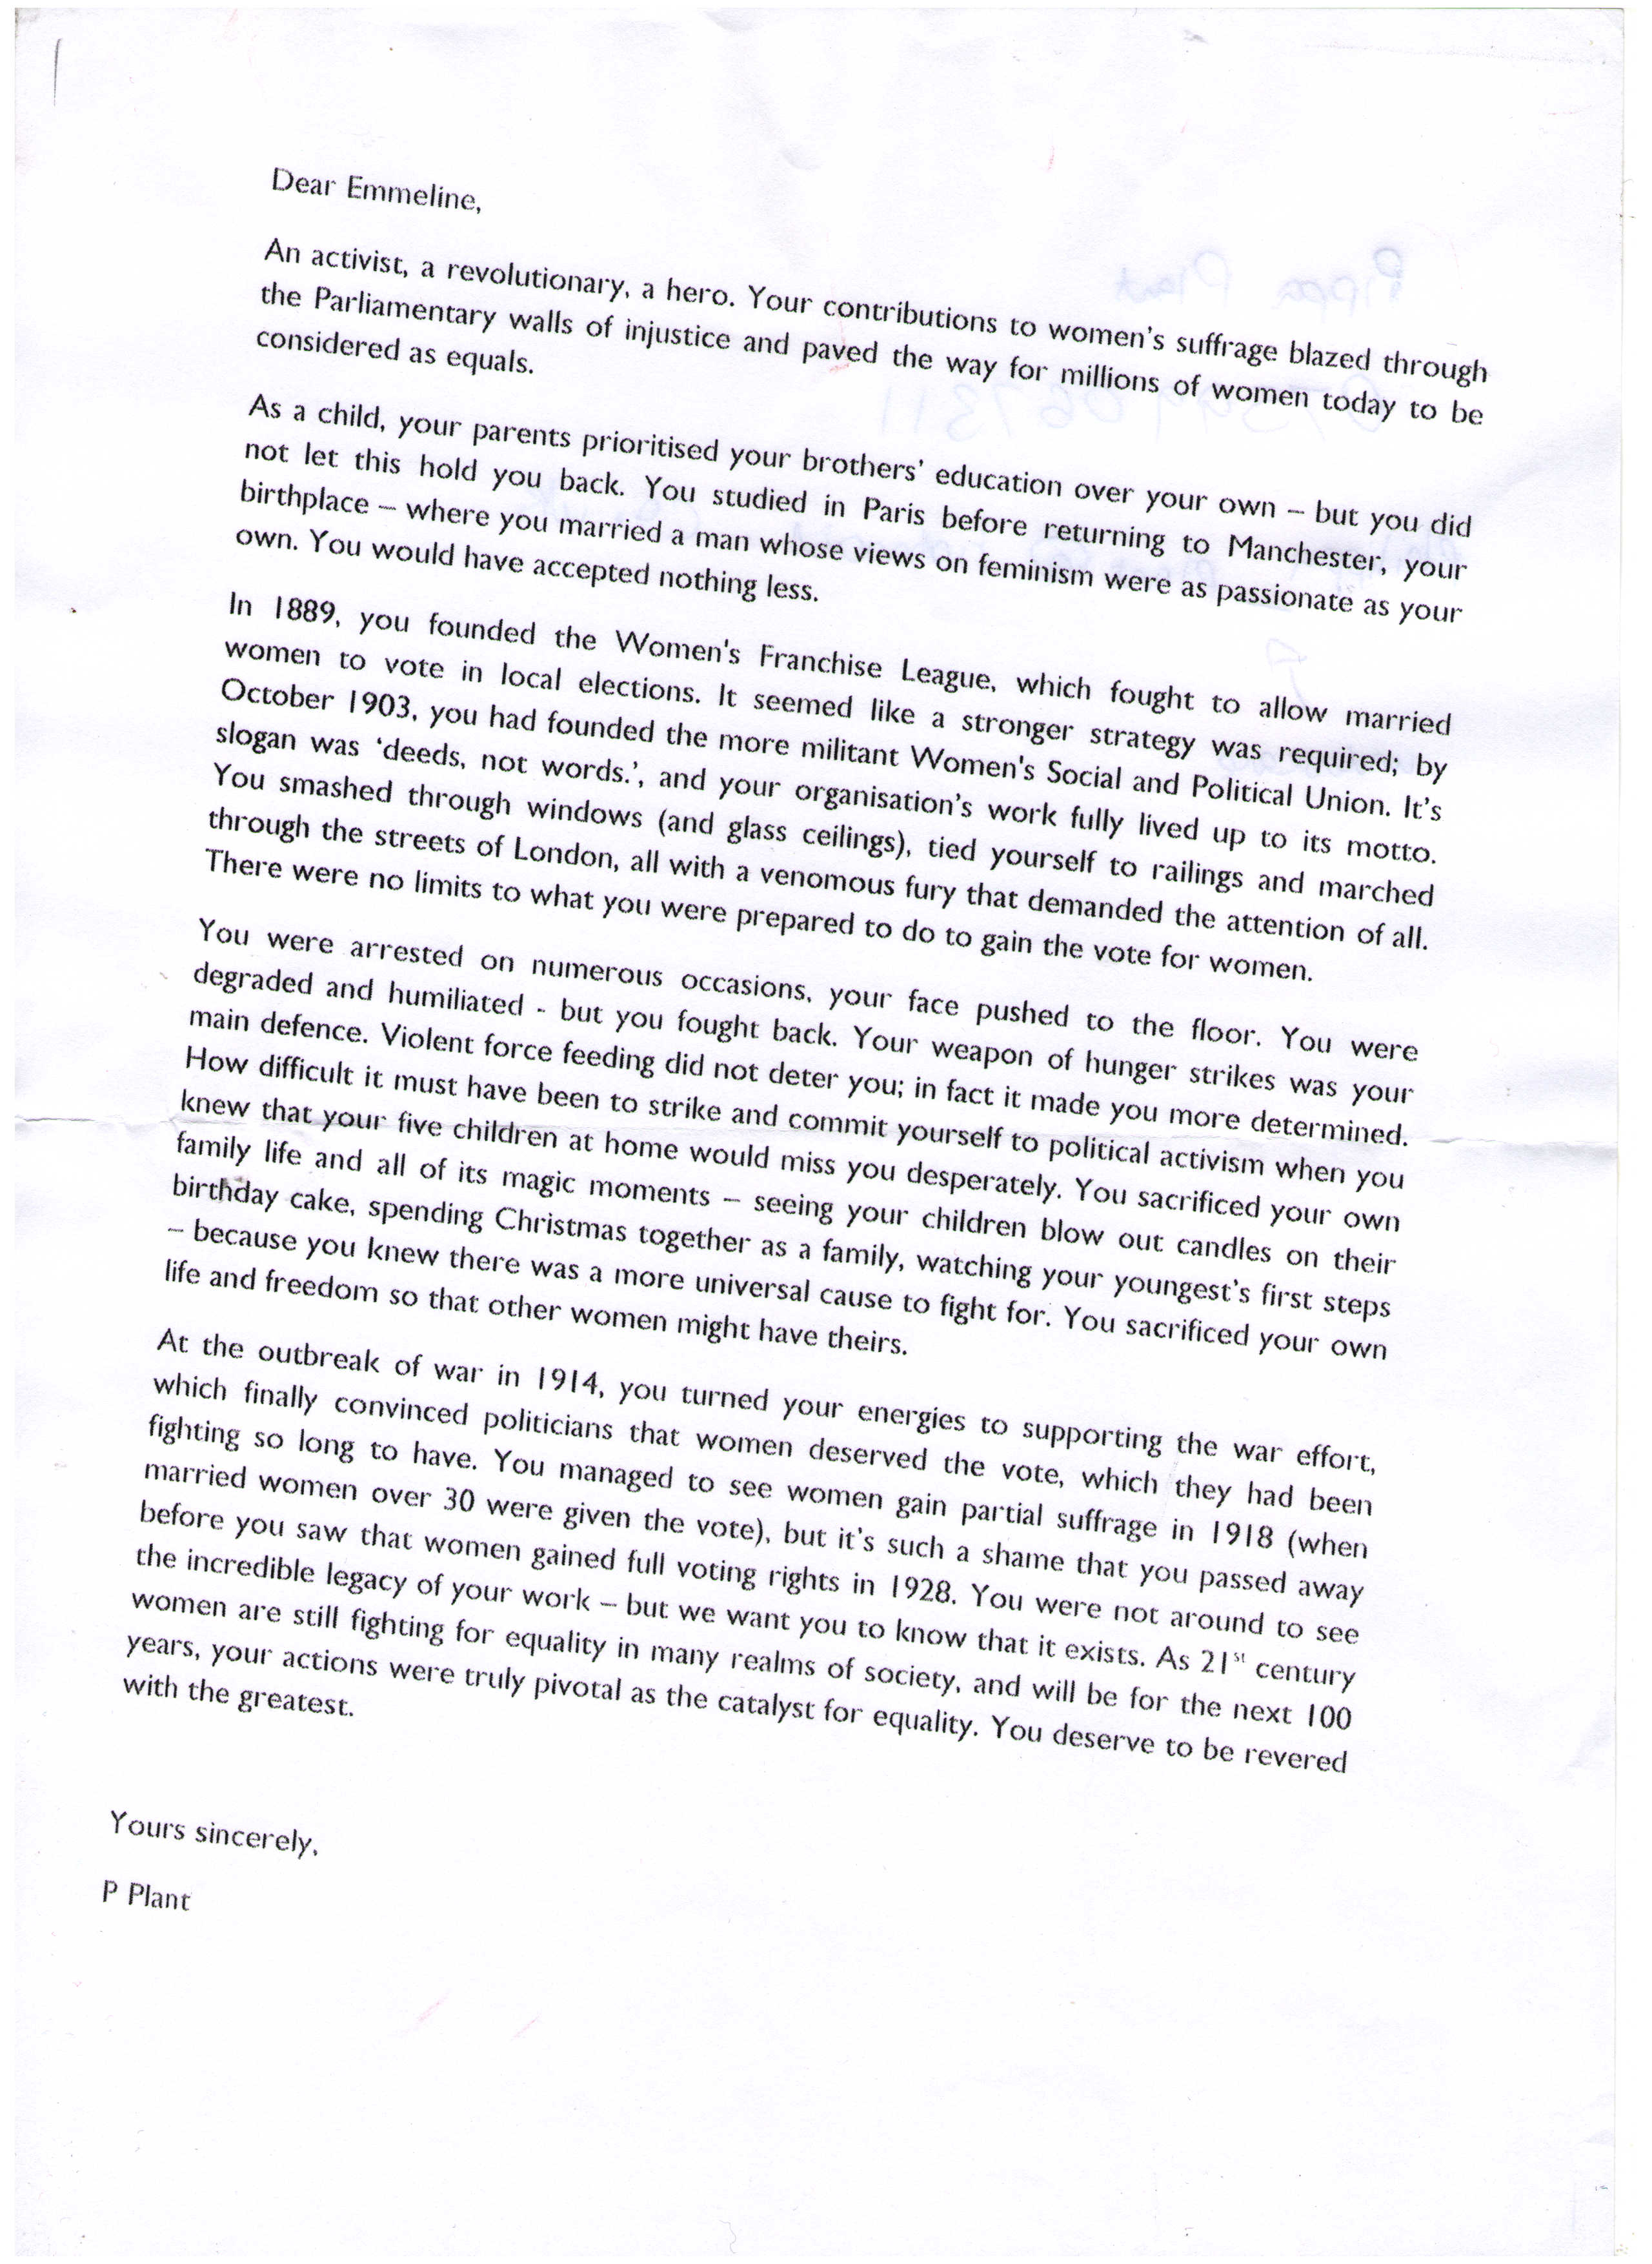 Dear Emmeline,
An activist, a revolutionary, a hero. Your contributions to women's suffrage blazed through
the Parliamentary walls of injustice and paved the way for millions of women today to be
considered as equals.
As a child, your parents prioritised your brothers' education over your own – but you did
not let this hold you back. You studied in Paris before returning to Manchester, your
birthplace – where you married a man whose views on feminism were as passionate as your
own. You would have accepted nothing less.
In 1889, you founded the Women's Franchise League, which fought to allow married
women to vote in local elections. It seemed like a stronger strategy was required; by
October 1903, you had founded the more militant Women's Social and Political Union. It's
slogan was 'deeds, not words.', and your organisation's work fully lived up to its motto.
You smashed through windows (and glass ceilings), tied yourself to railings and marched
through the streets of London, all with a venomous fury that demanded the attention of all.
There were no limits to what you were prepared to do to gain the vote for women.
You were arrested on numerous occasions, your face pushed to the floor. You were
degraded and humiliated - but you fought back. Your weapon of hunger strikes was your
main defence. Violent force feeding did not deter you; in fact it made you more determined.
How difficult it must have been to strike and commit yourself to political activism when you
knew that your five children at home would miss you desperately. You sacrificed your own
family life and all of its magic moments – seeing your children blow out candles on their
birthday cake, spending Christmas together as a family, watching your youngest's first steps
– because you knew there was a more universal cause to fight for. You sacrificed your own
life and freedom so that other women might have theirs.
At the outbreak of war in 1914, you turned your energies to supporting the war effort,
which finally convinced politicians that women deserved the vote, which they had been
fighting so long to have. You managed to see women gain partial suffrage in 1918 (when
married women over 30 were given the vote), but it's such a shame that you passed away
before you saw that women gained full voting rights in 1928. You were not around to see
the incredible legacy of your work – but we want you to know that it exists. As 21st century
women are still fighting for equality in many realms of society, and will be for the next 100
years, your actions were truly pivotal as the catalyst for equality. You deserve to be revered
with the greatest.
Yours sincerely,
P Plant